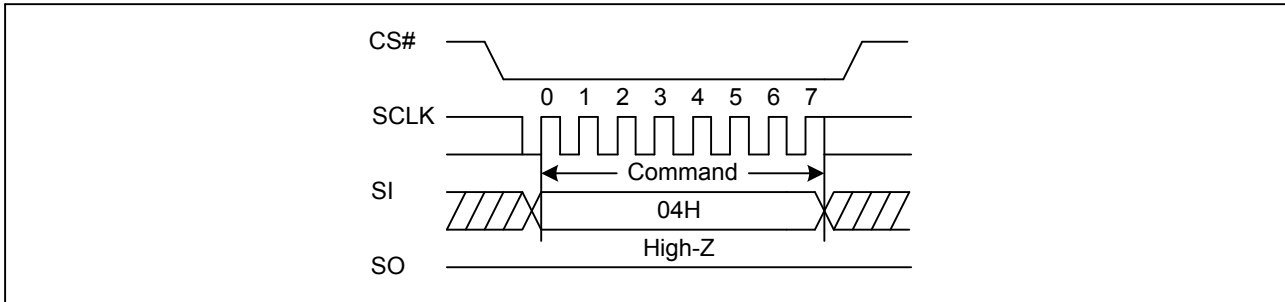 CS#
0 1 2 3 4 5 6 7
SCLK
Command
SI
04H
High-Z
SO